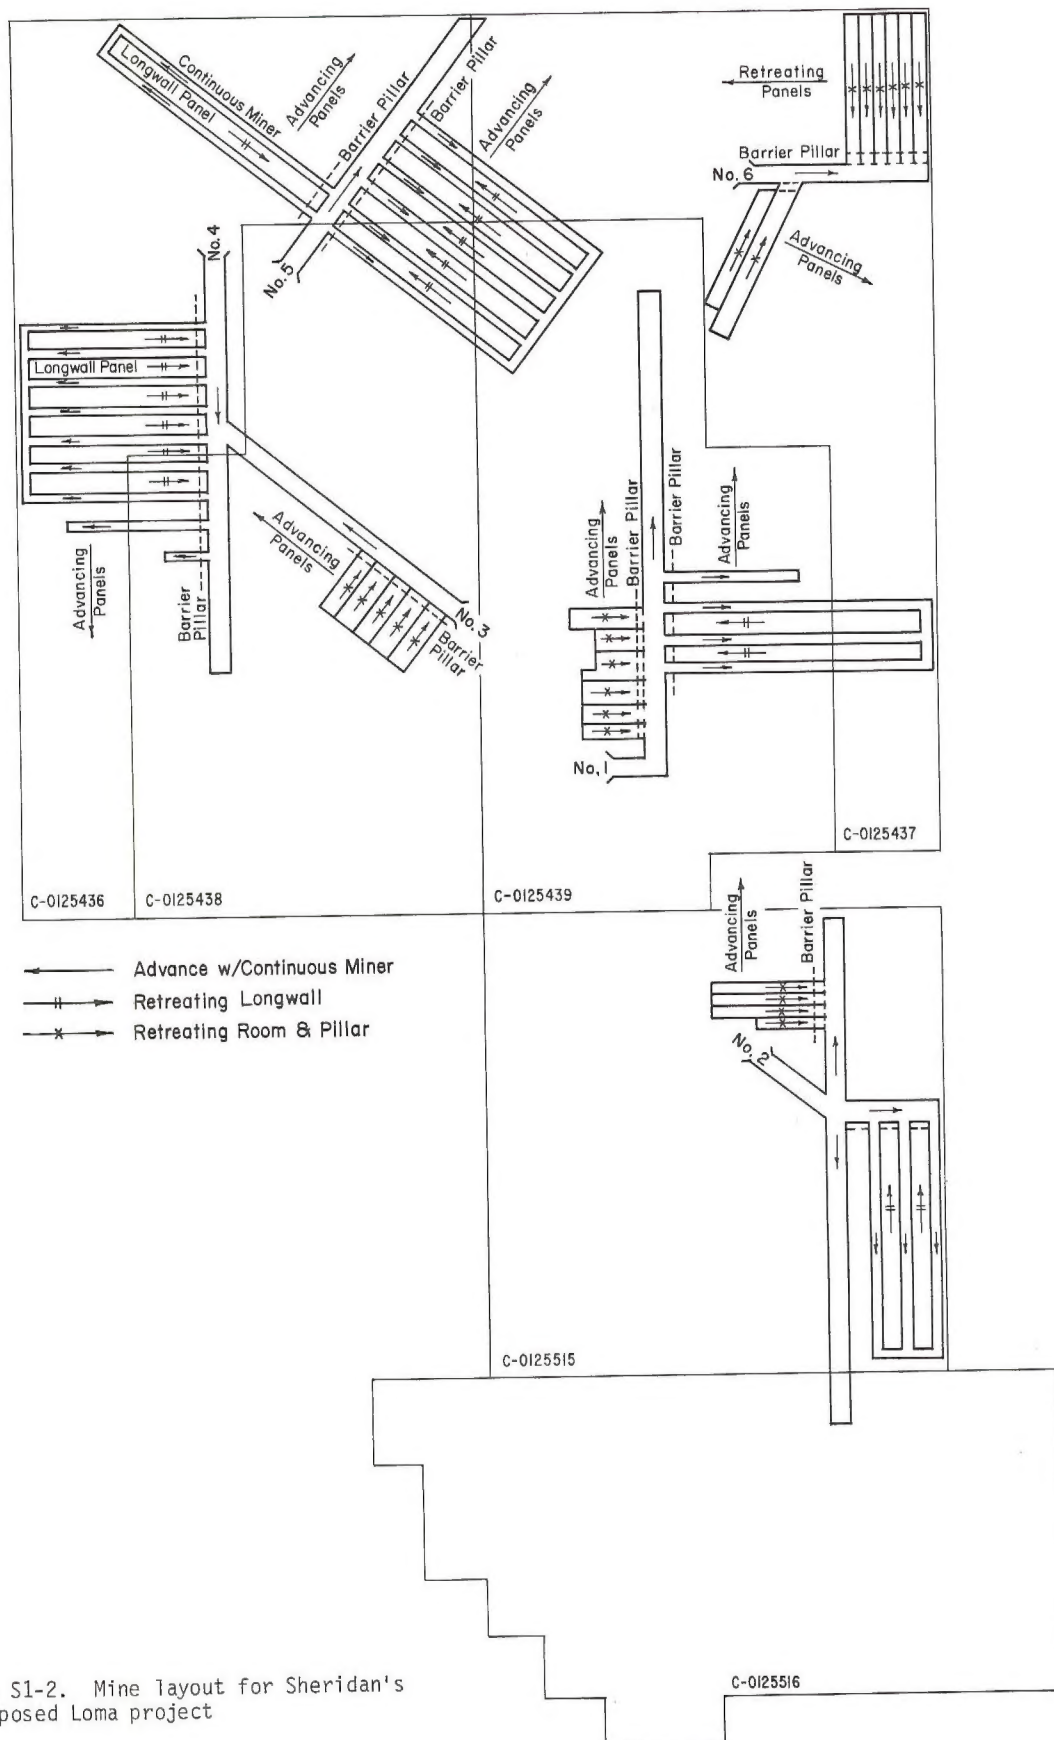 Continuous Miner
Longwall Panel
Advancing
Panels
Barrier Pillar
Barrier Pillar
Advancing
Panels
Retreating
Panels
Barrier Pillar
No. 6
Advancing
Panels
No. 4
No. 5
Longwall Panel
Advancing
Panels
Barrier
Pillar
Advancing
Panels
No. 3
Barrier
Pillar
Advancing
Panels
Barrier Pillar
Barrier Pillar
Advancing
Panels
No. 1
C-0125436
C-0125438
C-0125439
C-0125437
Advance w/Continuous Miner
Retreating Longwall
Retreating Room & Pillar
Advancing
Panels
Barrier Pillar
No. 2
C-0125515
C-0125516
S1-2. Mine layout for Sheridan's
posed Loma project